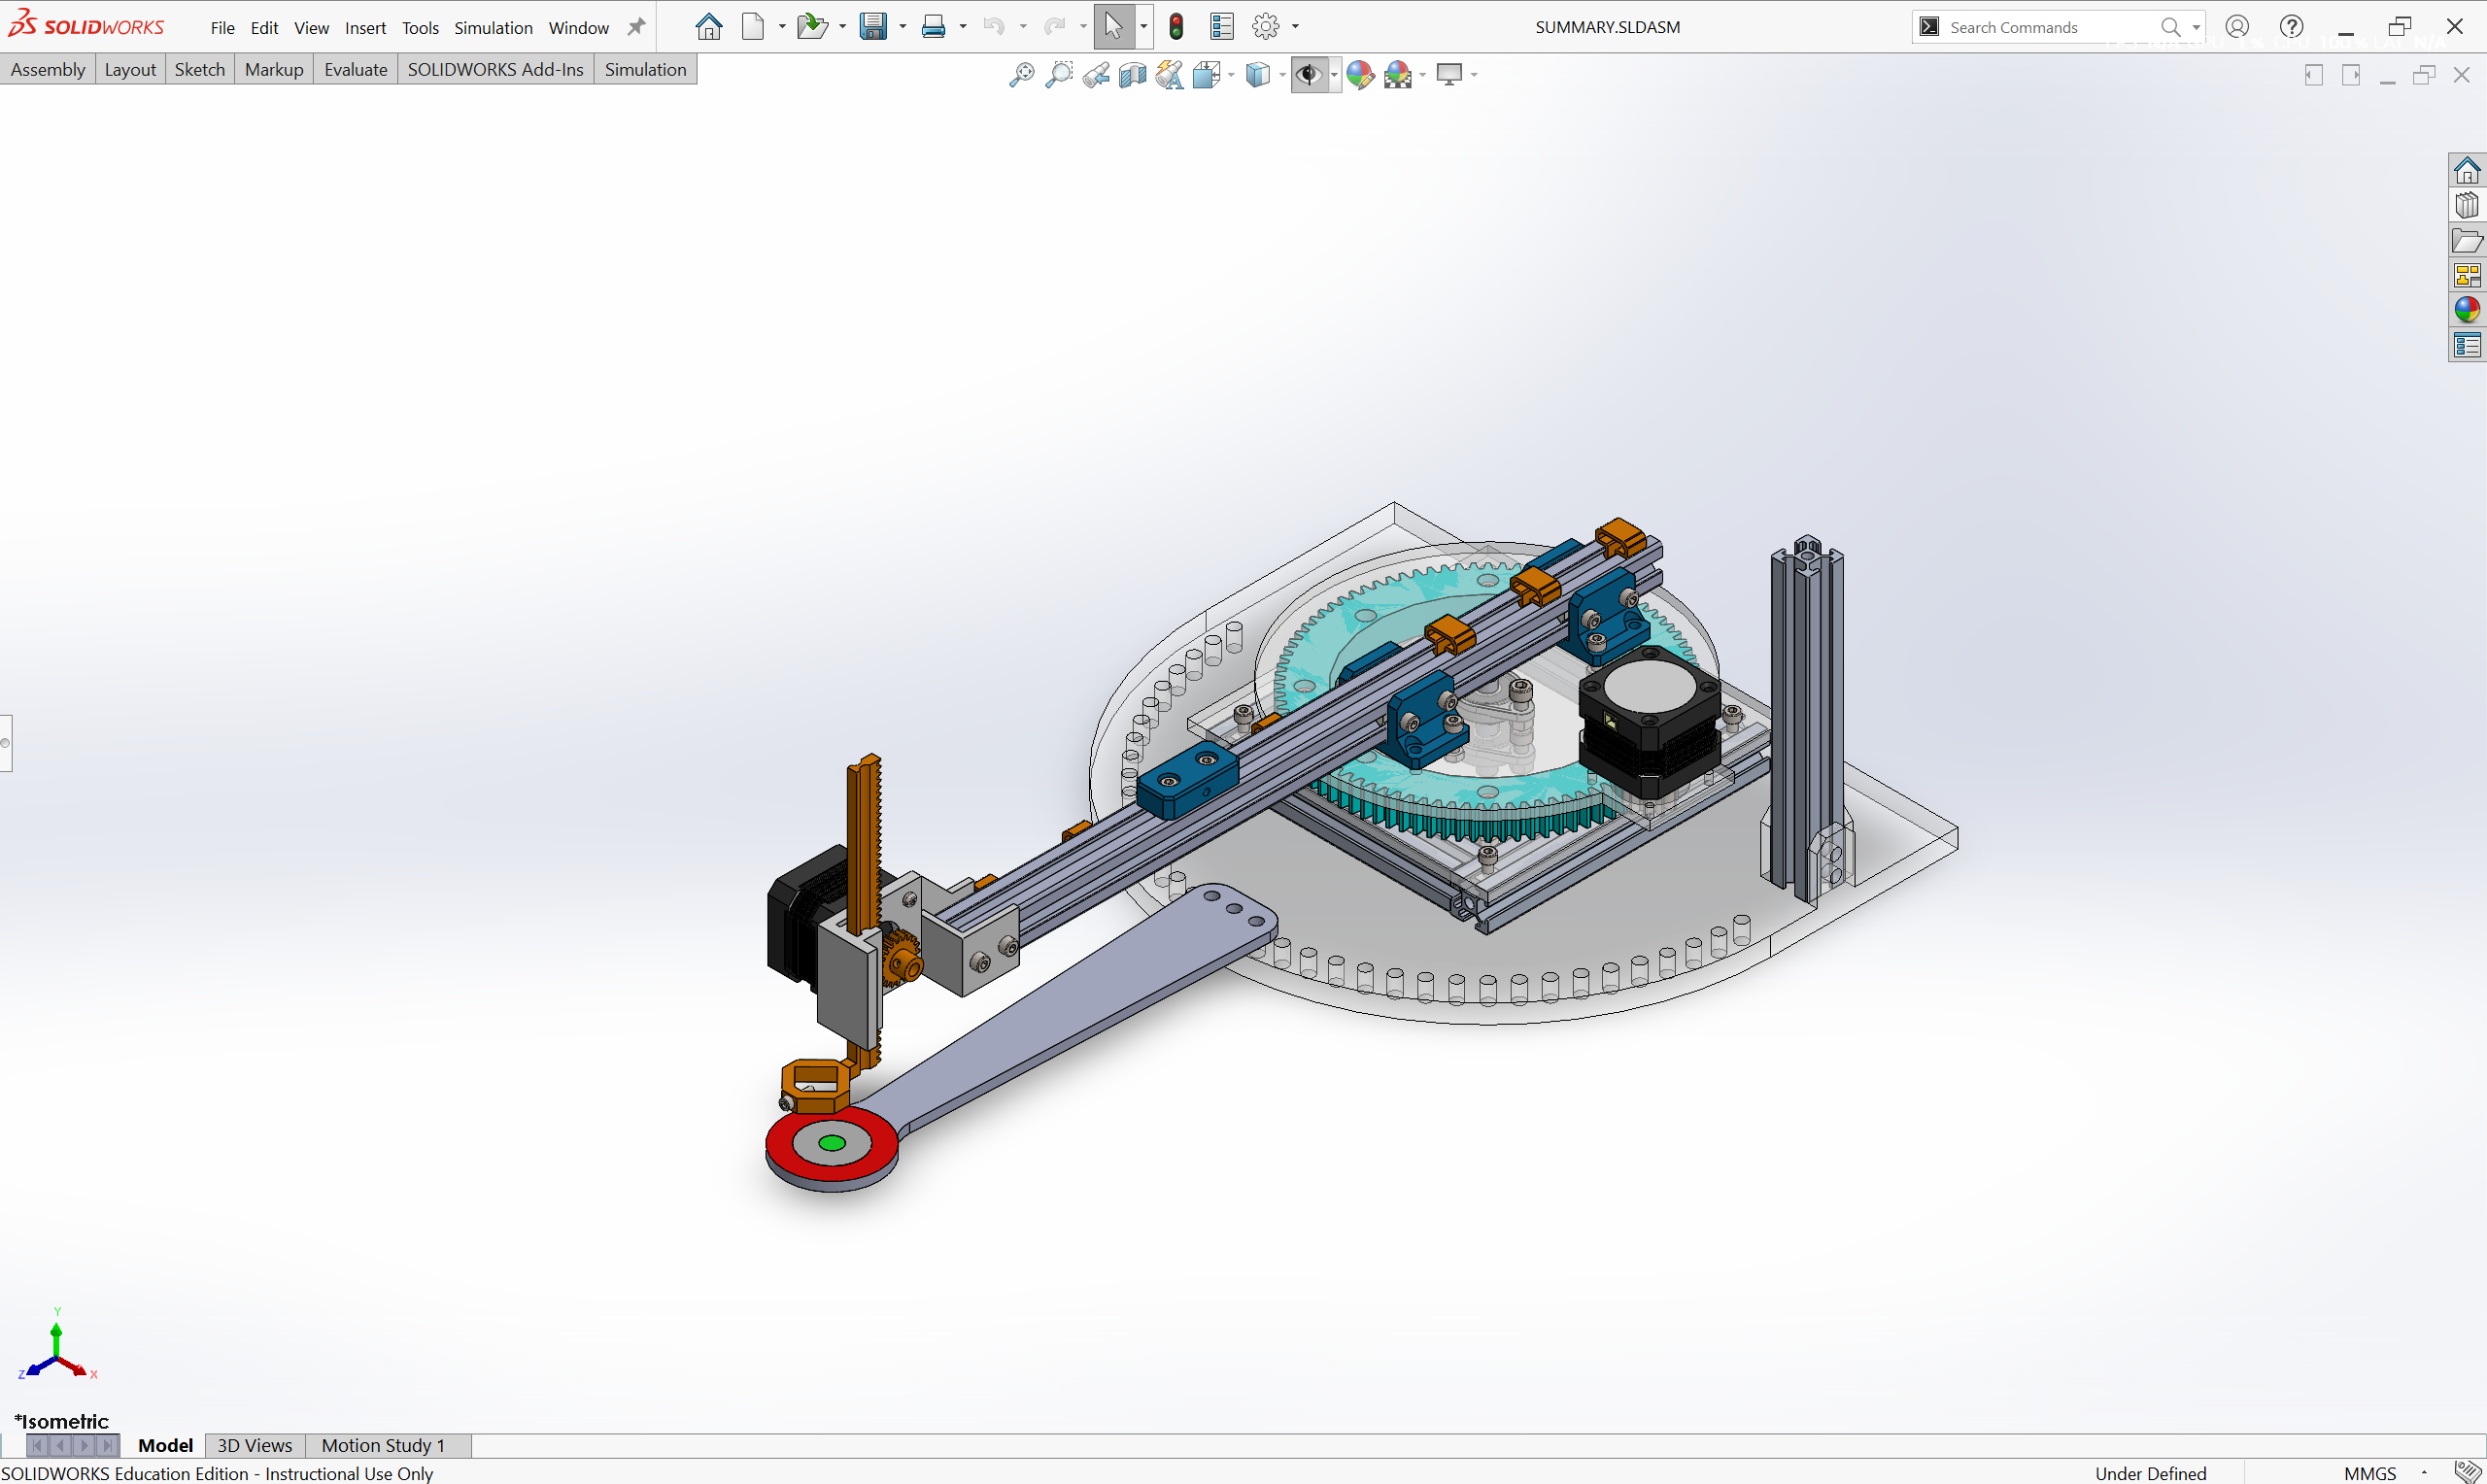 SOLIDWORKS File Edit View Insert Tools Simulation Window SUMMARY.SLDASM Search Commands
Assembly Layout Sketch Markup Evaluate SOLIDWORKS Add-Ins Simulation
Y
Z X
*Isometric
Model 3D Views Motion Study 1
SOLIDWORKS Education Edition - Instructional Use Only Under Defined MMGS